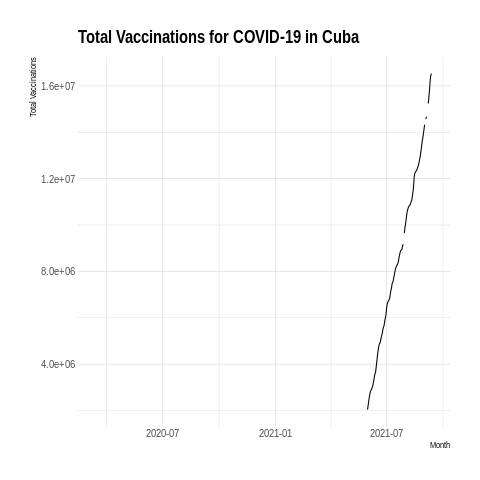 Total Vaccinations for COVID-19 in Cuba
Total Vaccinations
1.6e+07
1.2e+07
8.0e+06
4.0e+06
2020-07 2021-01 2021-07
Month